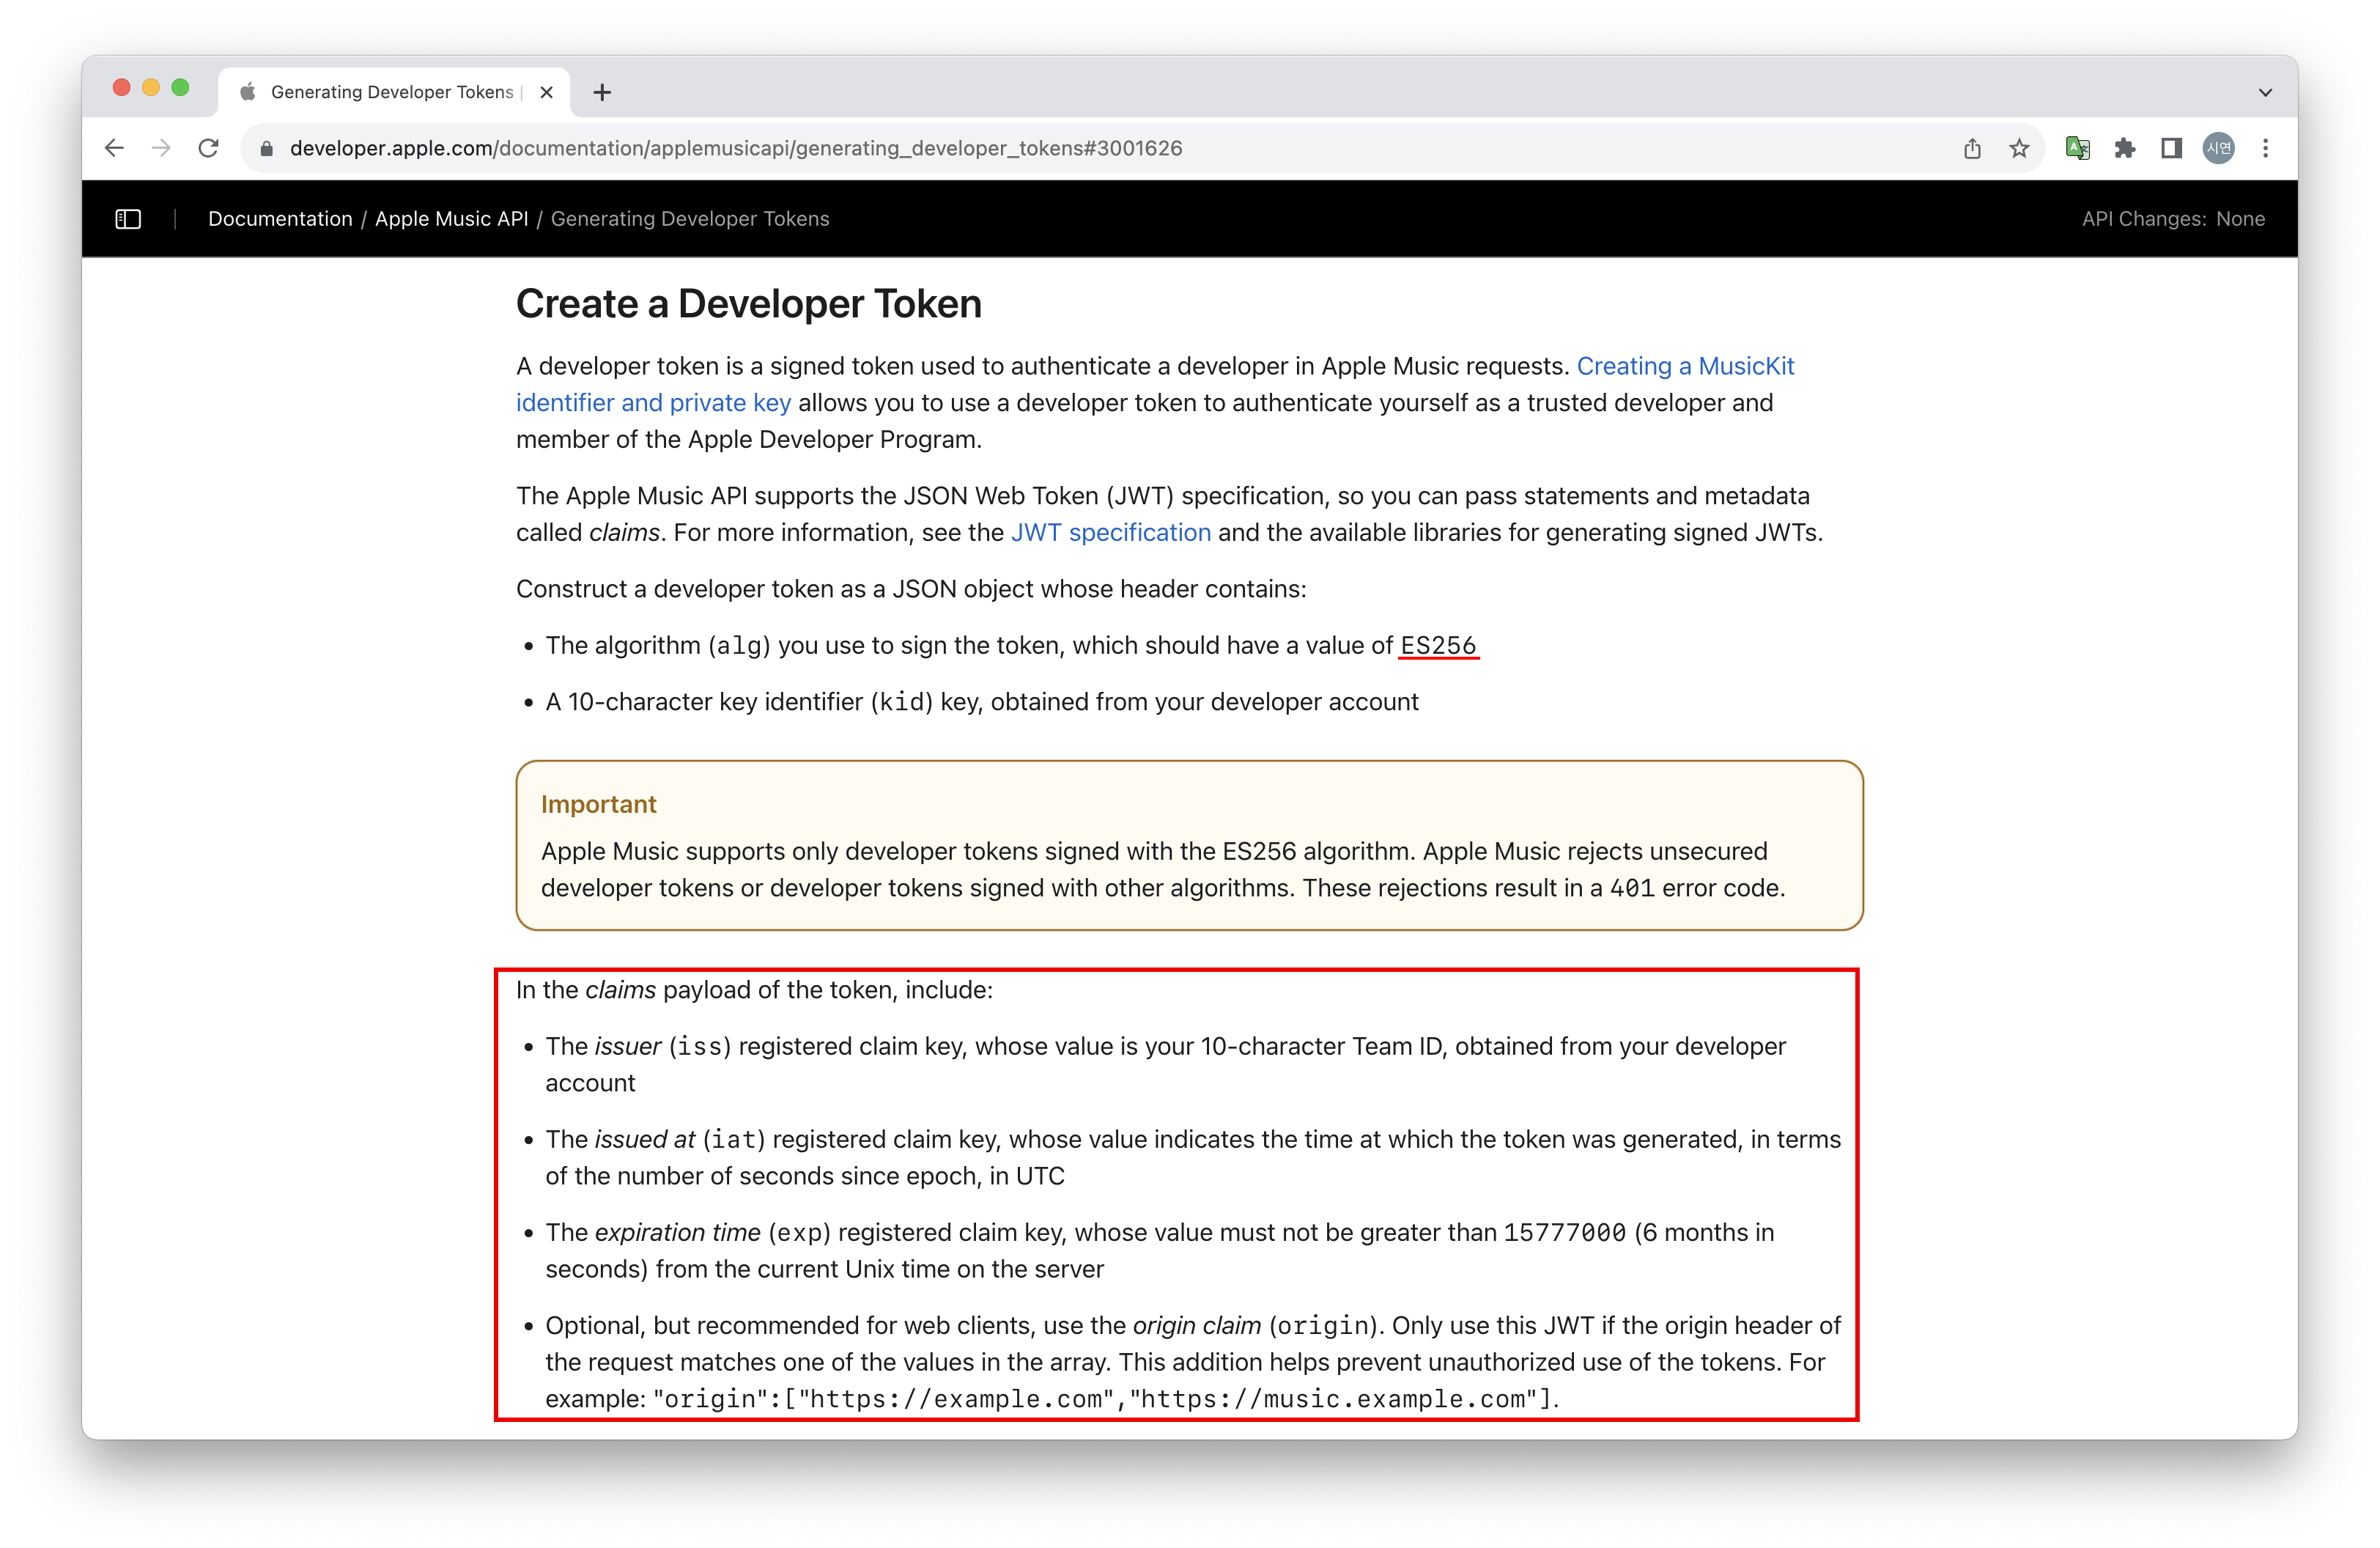 Generating Developer Tokens |
developer.apple.com/documentation/applemusicapi/generating_developer_tokens#3001626
시연
Documentation / Apple Music API / Generating Developer Tokens
API Changes: None
Create a Developer Token
A developer token is a signed token used to authenticate a developer in Apple Music requests. Creating a MusicKit
identifier and private key allows you to use a developer token to authenticate yourself as a trusted developer and
member of the Apple Developer Program.
The Apple Music API supports the JSON Web Token (JWT) specification, so you can pass statements and metadata
called claims. For more information, see the JWT specification and the available libraries for generating signed JWTs.
Construct a developer token as a JSON object whose header contains:
• The algorithm (alg) you use to sign the token, which should have a value of ES256
• A 10-character key identifier (kid) key, obtained from your developer account
Important
Apple Music supports only developer tokens signed with the ES256 algorithm. Apple Music rejects unsecured
developer tokens or developer tokens signed with other algorithms. These rejections result in a 401 error code.
In the claims payload of the token, include:
• The issuer (iss) registered claim key, whose value is your 10-character Team ID, obtained from your developer
account
• The issued at (iat) registered claim key, whose value indicates the time at which the token was generated, in terms
of the number of seconds since epoch, in UTC
• The expiration time (exp) registered claim key, whose value must not be greater than 15777000 (6 months in
seconds) from the current Unix time on the server
• Optional, but recommended for web clients, use the origin claim (origin). Only use this JWT if the origin header of
the request matches one of the values in the array. This addition helps prevent unauthorized use of the tokens. For
example: "origin":["https://example.com","https://music.example.com"].